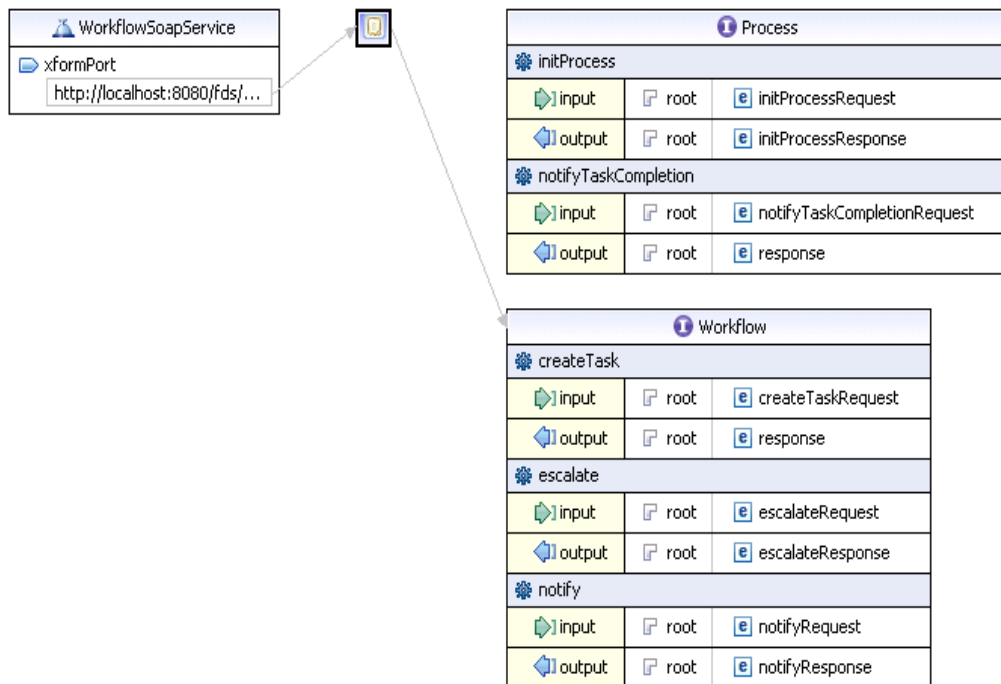 WorkflowSoapService
xformPort
http://localhost:8080/fds/...
Process
initProcess
input root initProcessRequest
output root initProcessResponse
notifyTaskCompletion
input root notifyTaskCompletionRequest
output root response
Workflow
createTask
input root createTaskRequest
output root response
escalate
input root escalateRequest
output root escalateResponse
notify
input root notifyRequest
output root notifyResponse